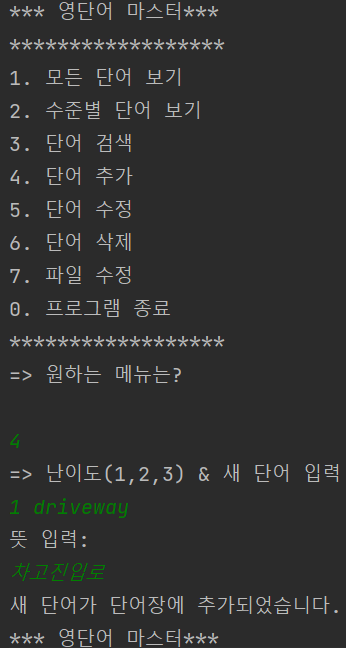 *** 영단어 마스터***
******************
1. 모든 단어 보기
2. 수준별 단어 보기
3. 단어 검색
4. 단어 추가
5. 단어 수정
6. 단어 삭제
7. 파일 수정
0. 프로그램 종료
******************
=> 원하는 메뉴는?
4
=> 난이도(1,2,3) & 새 단어 입력
1 driveway
뜻 입력:
차고진입로
새 단어가 단어장에 추가되었습니다.
*** 영단어 마스터***